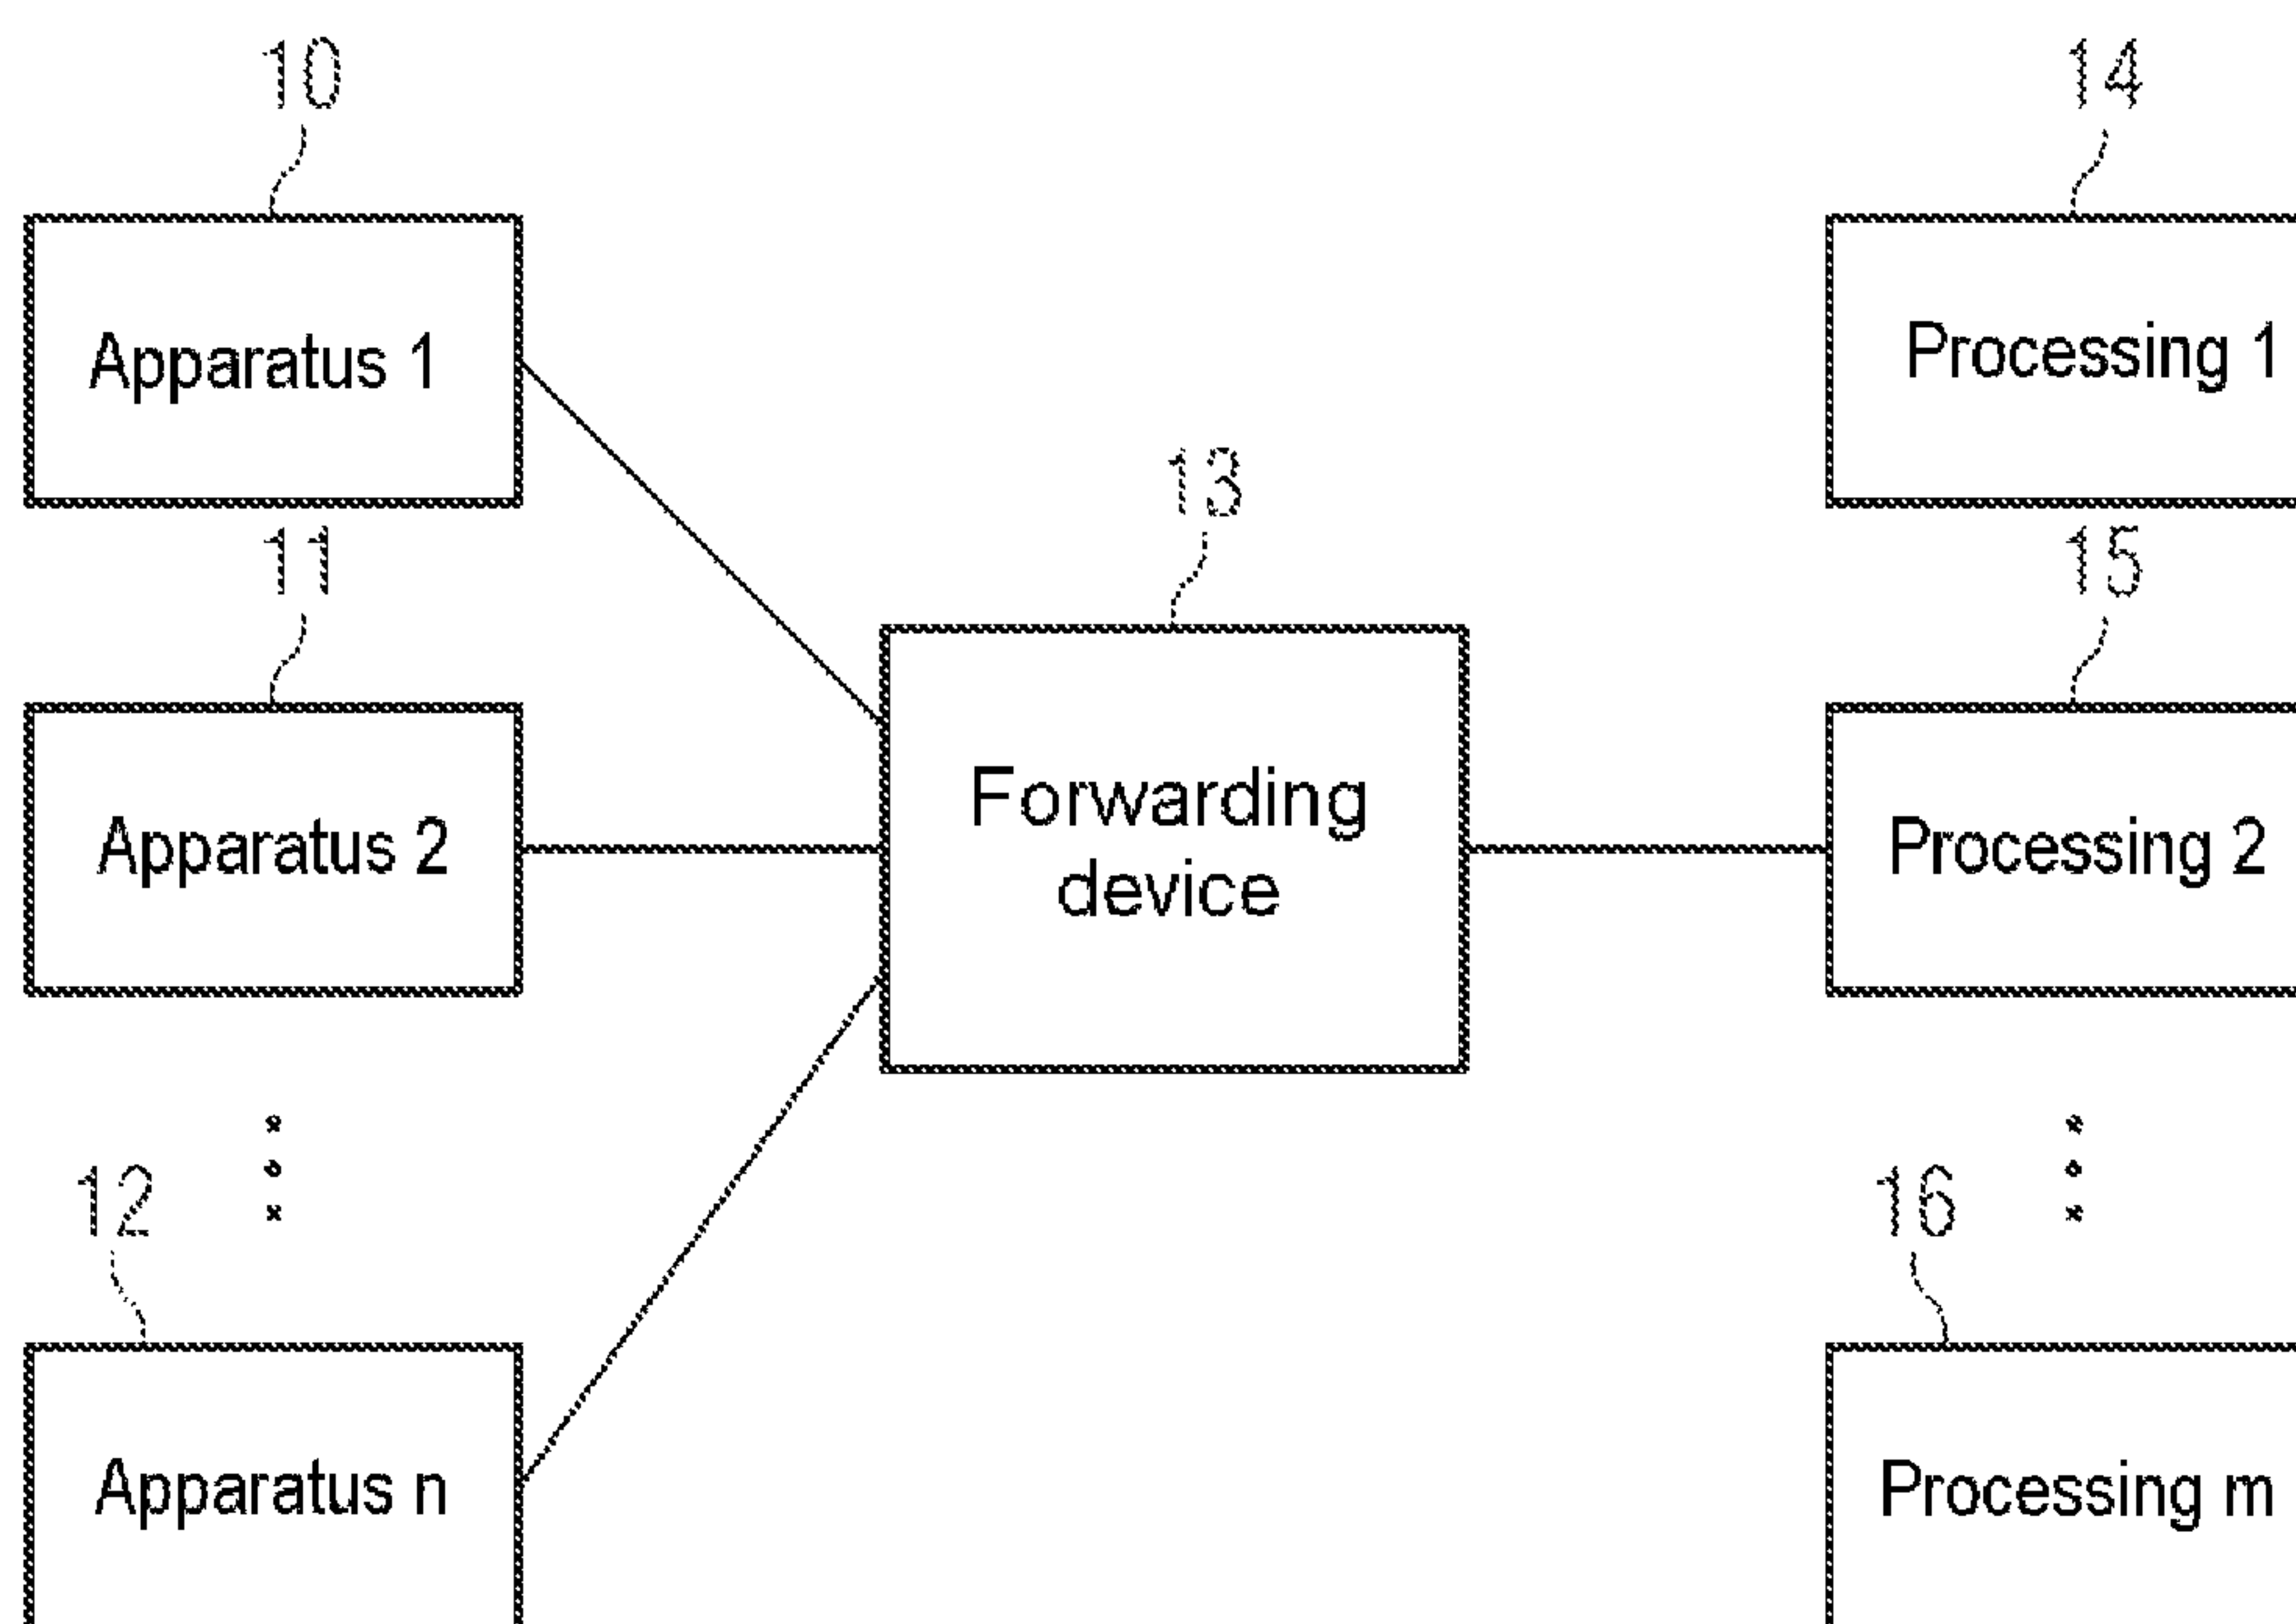 10
14
Apparatus 1
Processing 1
13
11
15
Apparatus 2
Forwarding
device
Processing 2
12
16
Apparatus n
Processing m